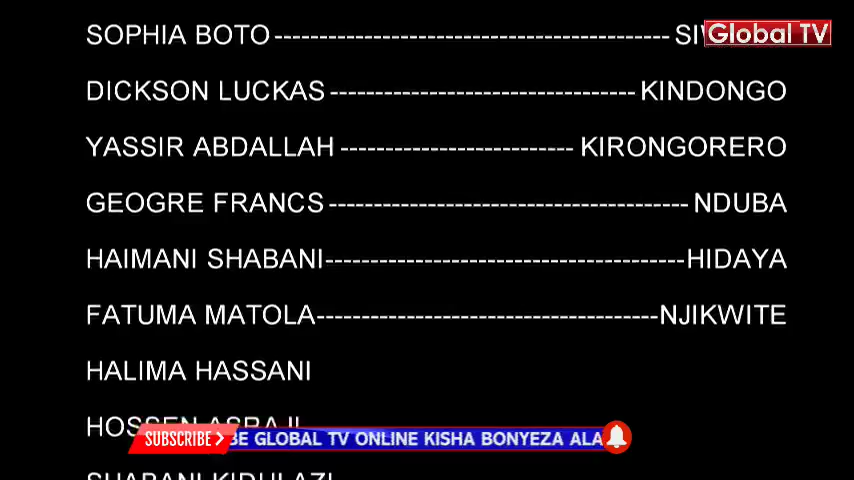 SOPHIA BOTO-------------------------------------------
Global TV
DICKSON LUCKAS---------------------------------- KINDONGO
YASSIR ABDALLAH -------------------------- KIRONGORERO
GEOGRE FRANCS---------------------------------------- NDUBA
HAIMANI SHABANI----------------------------------------HIDAYA
FATUMA MATOLA--------------------------------------NJIKWITE
HALIMA HASSANI
SUBSCRIBE
GLOBAL TV ONLINE KISHA BONYEZA